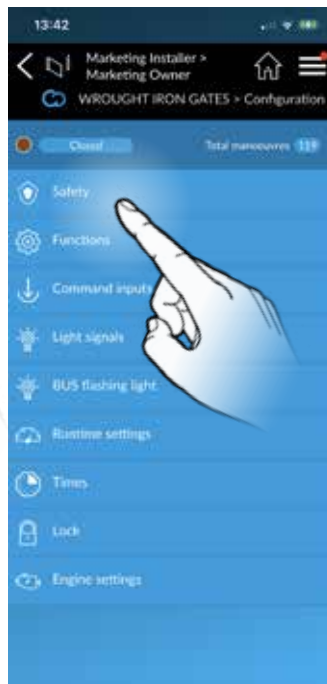 13:42
Marketing Installer >
Marketing Owner
WROUGHT IRON GATES > Configuration
Closed
Total manoeuvres 119
Safety
Functions
Command inputs
Light signals
BUS flashing light
Runtime settings
Times
Lock
Engine settings